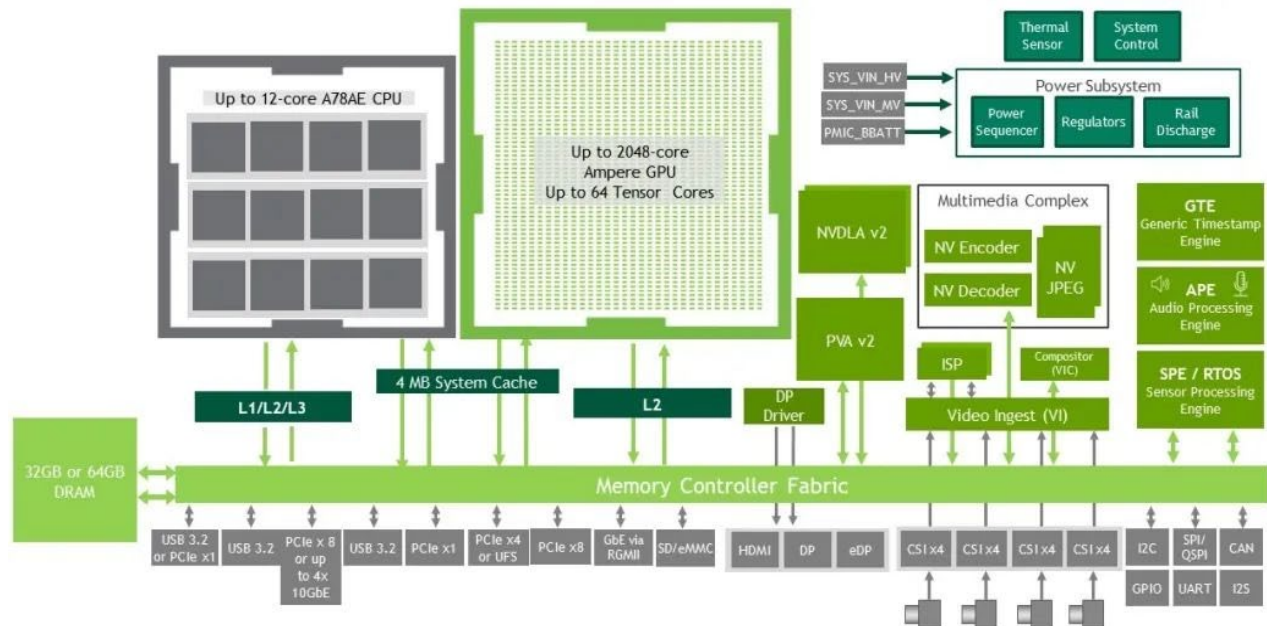 Thermal
Sensor
System
Control
SYS_VIN_HV
SYS_VIN_MV
PMIC_BBATT
Power Subsystem
Power
Sequencer
Regulators
Rail
Discharge
Up to 12-core A78AE CPU
Up to 2048-core
Ampere GPU
Up to 64 Tensor Cores
NVDLA v2
PVA v2
Multimedia Complex
NV Encoder
NV Decoder
NV
JPEG
GTE
Generic Timestamp
Engine
APE
Audio Processing
Engine
SPE / RTOS
Sensor Processing
Engine
ISP
Compositor
(VIC)
Video Ingest (VI)
4 MB System Cache
L1/L2/L3
L2
DP
Driver
32GB or 64GB
DRAM
Memory Controller Fabric
USB 3.2
or PCIe x1
USB 3.2
PCIe x 8
or up
to 4x
10GbE
USB 3.2
PCIe x1
PCIe x4
or UFS
PCIe x8
GbE via
RGMII
SD/eMMC
HDMI
DP
eDP
CSI x4
CSI x4
CSI x4
CSI x4
I2C
SPI/
QSPI
CAN
GPIO
UART
I2S